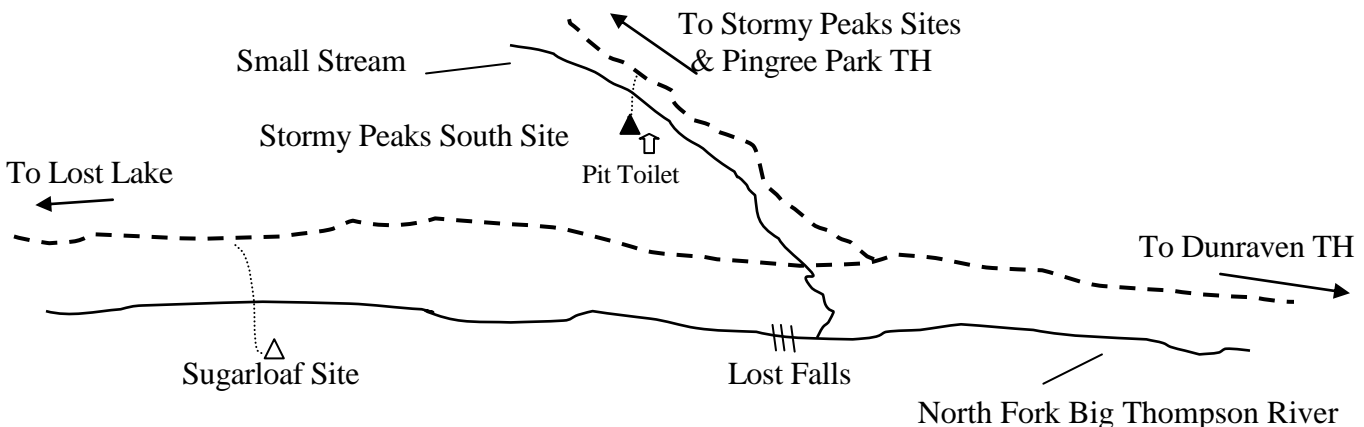 To Stormy Peaks Sites
& Pingree Park TH
Small Stream
Stormy Peaks South Site
Pit Toilet
To Lost Lake
To Dunraven TH
Sugarloaf Site
Lost Falls
North Fork Big Thompson River